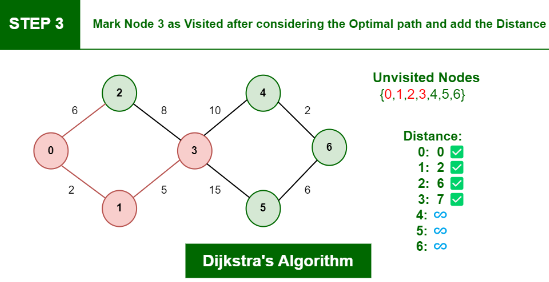 STEP 3
Mark Node 3 as Visited after considering the Optimal path and add the Distance
Unvisited Nodes
{0,1,2,3,4,5,6}
2
4
6
8
10
2
0
3
6
2
5
15
6
1
5
Distance:
0: 0 ✅
1: 2 ✅
2: 6 ✅
3: 7 ✅
4: ∞
5: ∞
6: ∞
Dijkstra's Algorithm